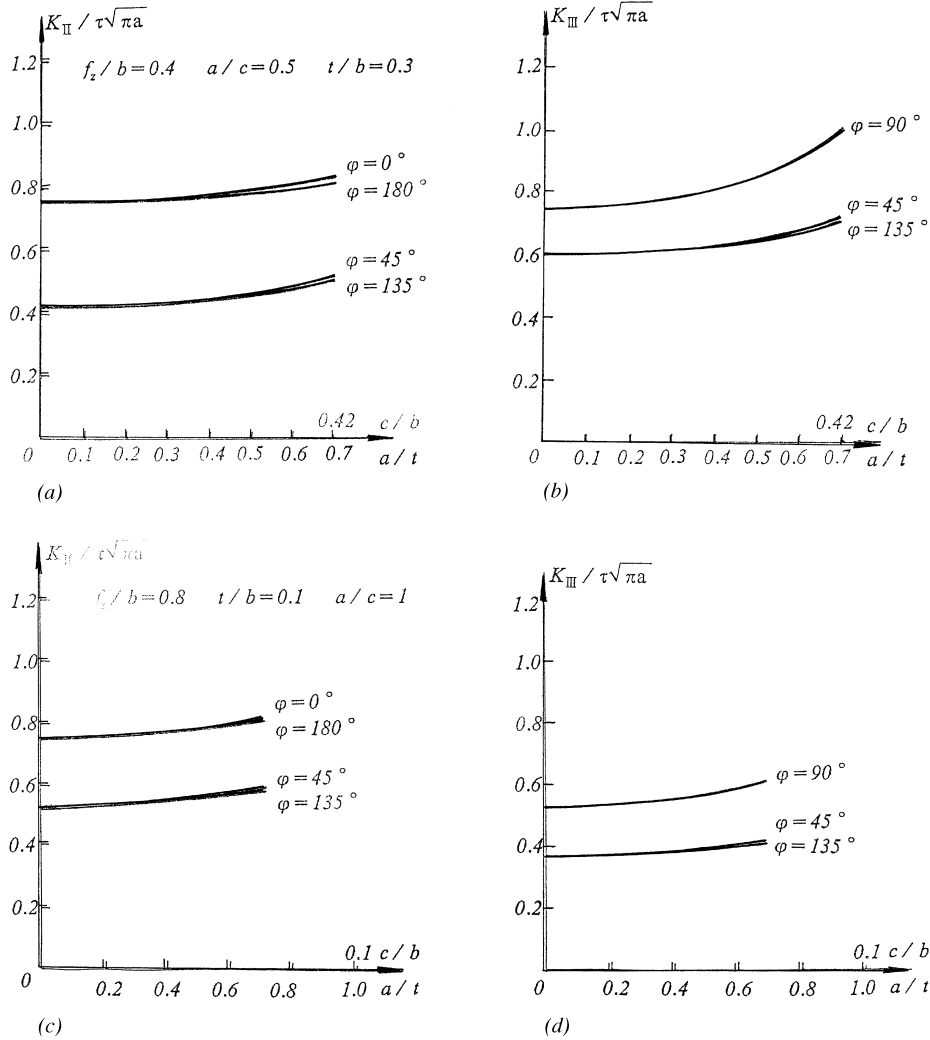 K_II / τ√πa
f_z / b = 0.4 a / c = 0.5 t / b = 0.3
1.2
1.0
0.8
0.6
0.4
0.2
φ = 0°
φ = 180°
φ = 45°
φ = 135°
0.42 c / b
0 0.1 0.2 0.3 0.4 0.5 0.6 0.7 a / t
(a)
K_III / τ√πa
1.2
1.0
0.8
0.6
0.4
0.2
φ = 90°
φ = 45°
φ = 135°
0.42 c / b
0 0.1 0.2 0.3 0.4 0.5 0.6 0.7 a / t
(b)
K_II / τ√πa
f_z / b = 0.8 t / b = 0.1 a / c = 1
1.2
1.0
0.8
0.6
0.4
0.2
φ = 0°
φ = 180°
φ = 45°
φ = 135°
0.1 c / b
0 0.2 0.4 0.6 0.8 1.0 a / t
(c)
K_III / τ√πa
1.2
1.0
0.8
0.6
0.4
0.2
φ = 90°
φ = 45°
φ = 135°
0.1 c / b
0 0.2 0.4 0.6 0.8 1.0 a / t
(d)